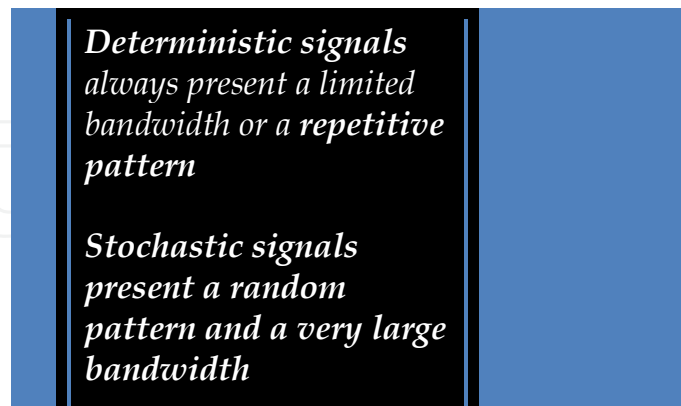 Deterministic signals
always present a limited
bandwidth or a repetitive
pattern
Stochastic signals
present a random
pattern and a very large
bandwidth